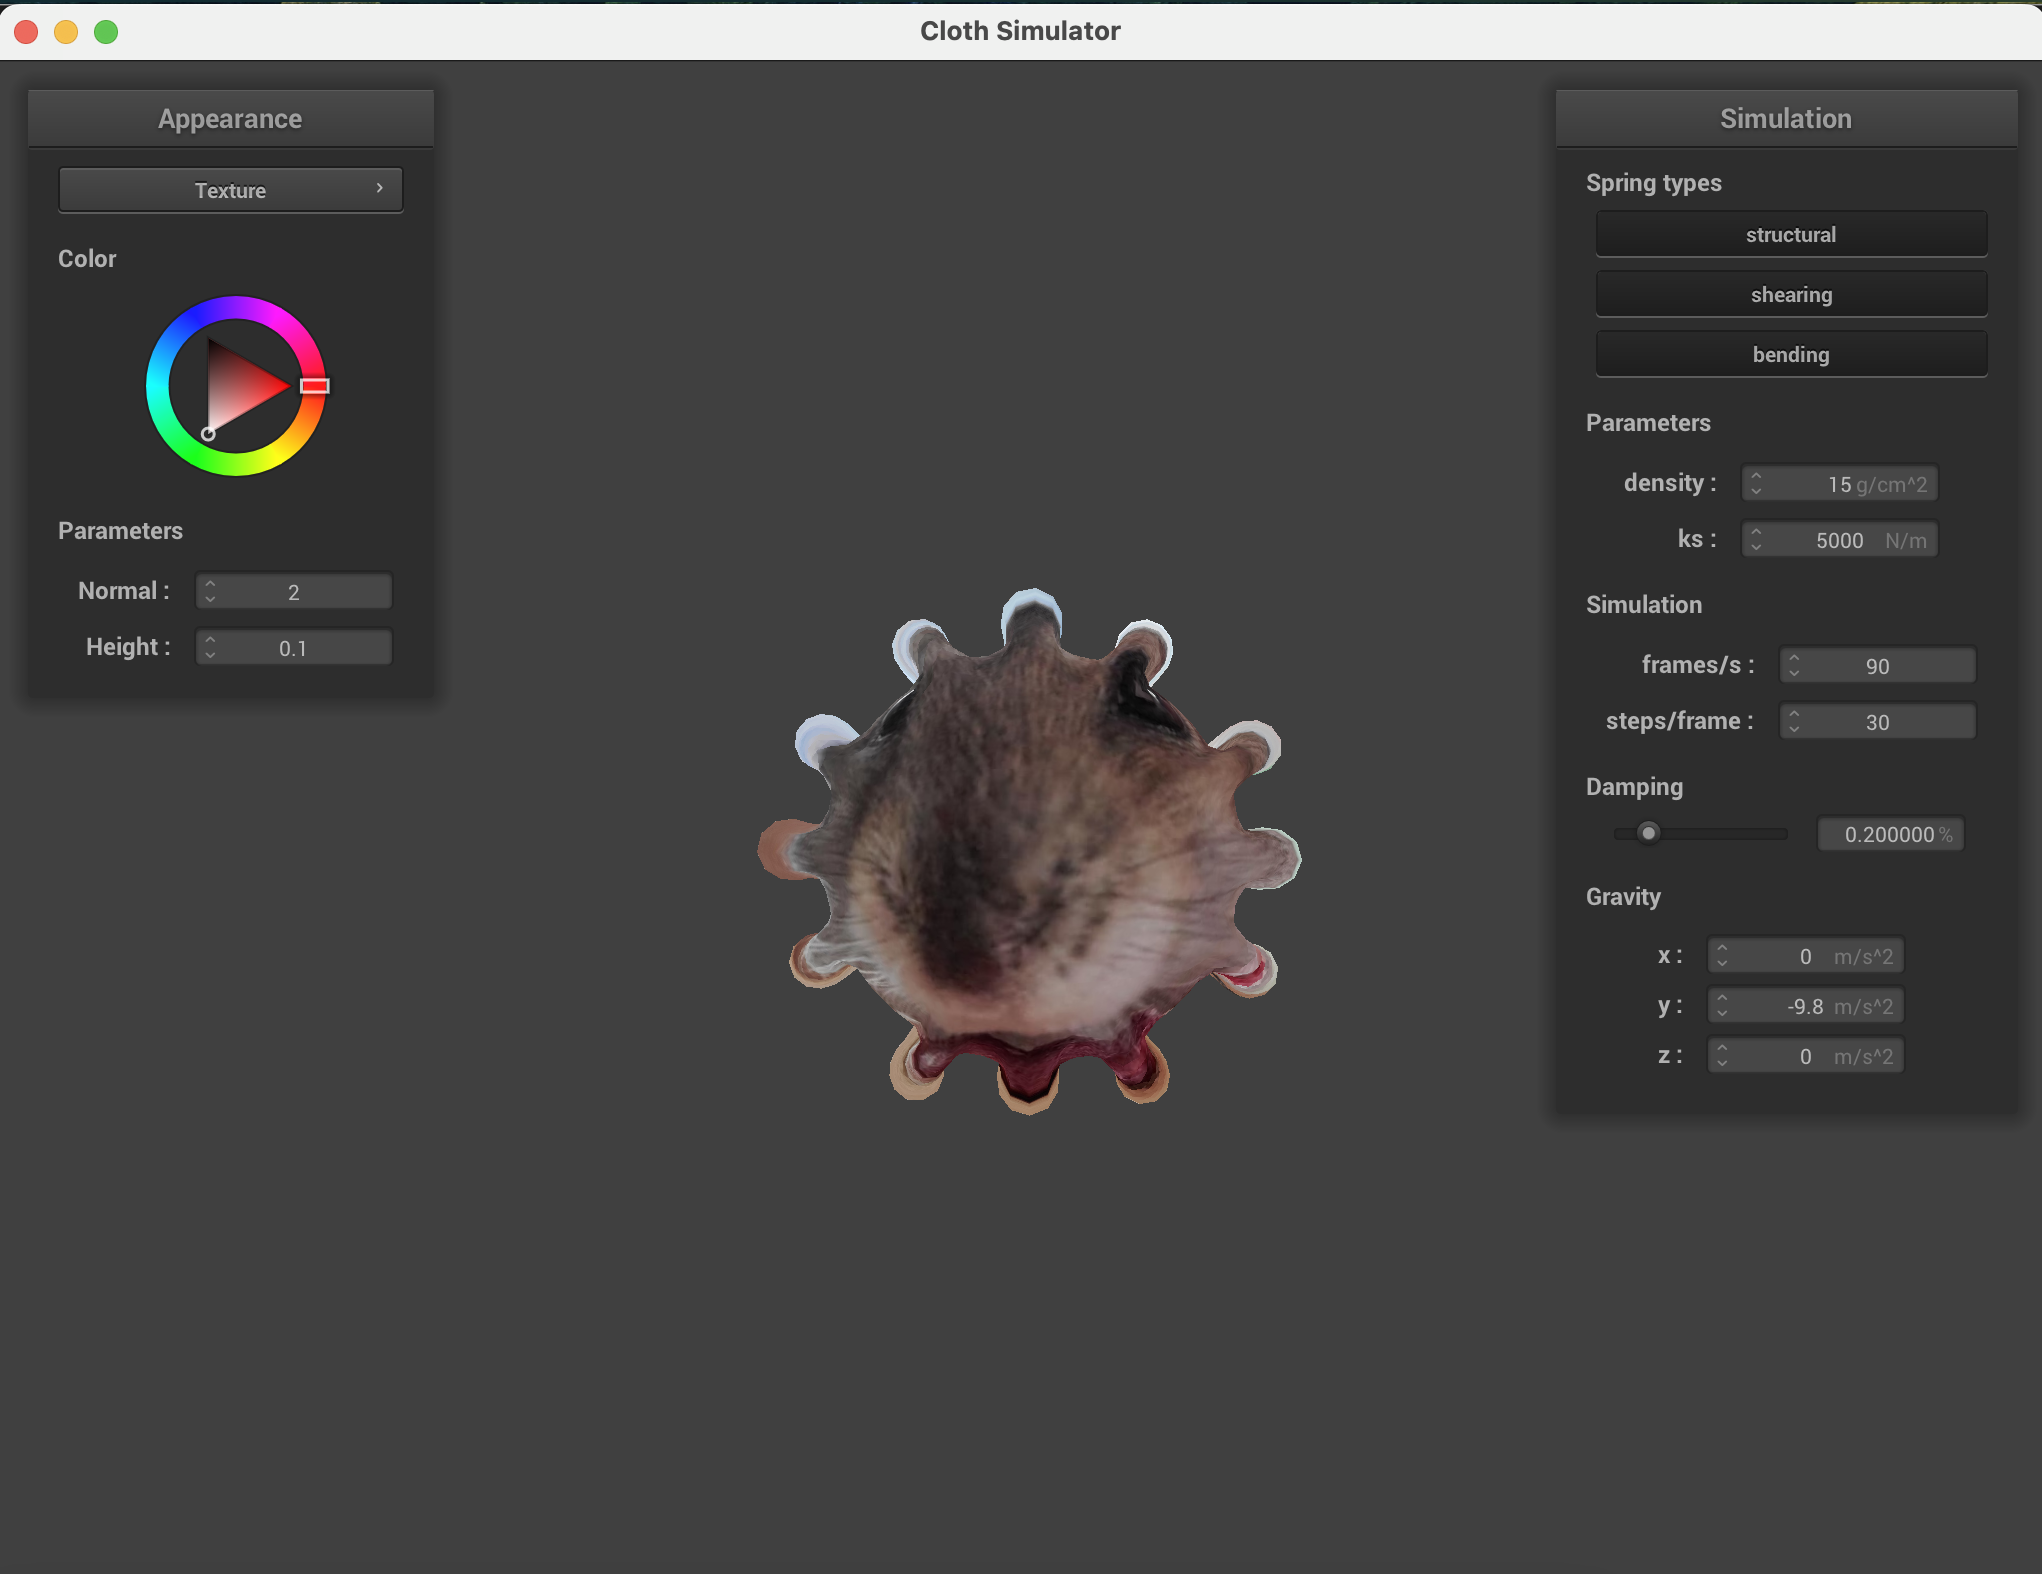 Cloth Simulator
Appearance
Texture
Color
Parameters
Normal : 2
Height : 0.1
Simulation
Spring types
structural
shearing
bending
Parameters
density : 15 g/cm^2
ks : 5000 N/m
Simulation
frames/s : 90
steps/frame : 30
Damping
0.200000 %
Gravity
x : 0 m/s^2
y : -9.8 m/s^2
z : 0 m/s^2